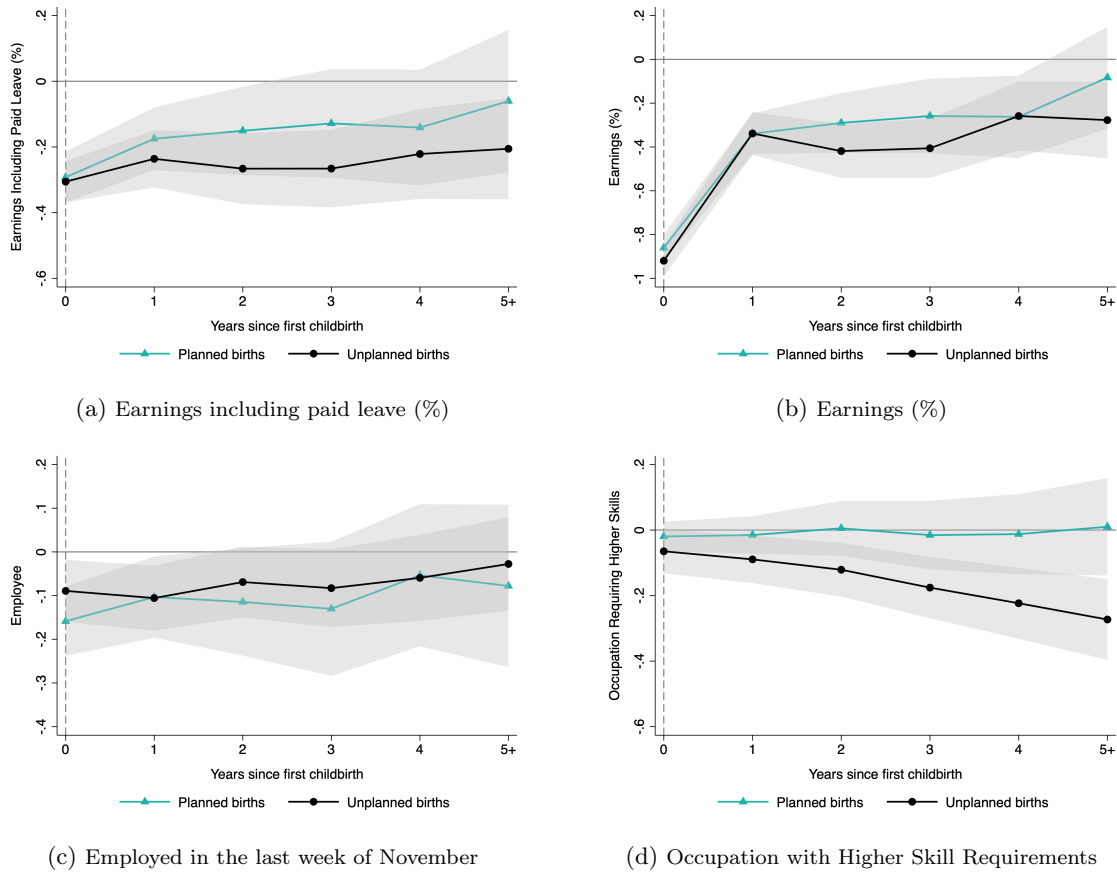 Earnings Including Paid Leave (%)
.2
0
-.2
-.4
-.6
0 1 2 3 4 5+
Years since first childbirth
Planned births Unplanned births
(a) Earnings including paid leave (%)
Earnings (%)
.2
0
-.2
-.4
-.6
-.8
-1
0 1 2 3 4 5+
Years since first childbirth
Planned births Unplanned births
(b) Earnings (%)
Employee
.2
.1
0
-.1
-.2
-.3
-.4
0 1 2 3 4 5+
Years since first childbirth
Planned births Unplanned births
(c) Employed in the last week of November
Occupation Requiring Higher Skills
.2
0
-.2
-.4
-.6
0 1 2 3 4 5+
Years since first childbirth
Planned births Unplanned births
(d) Occupation with Higher Skill Requirements